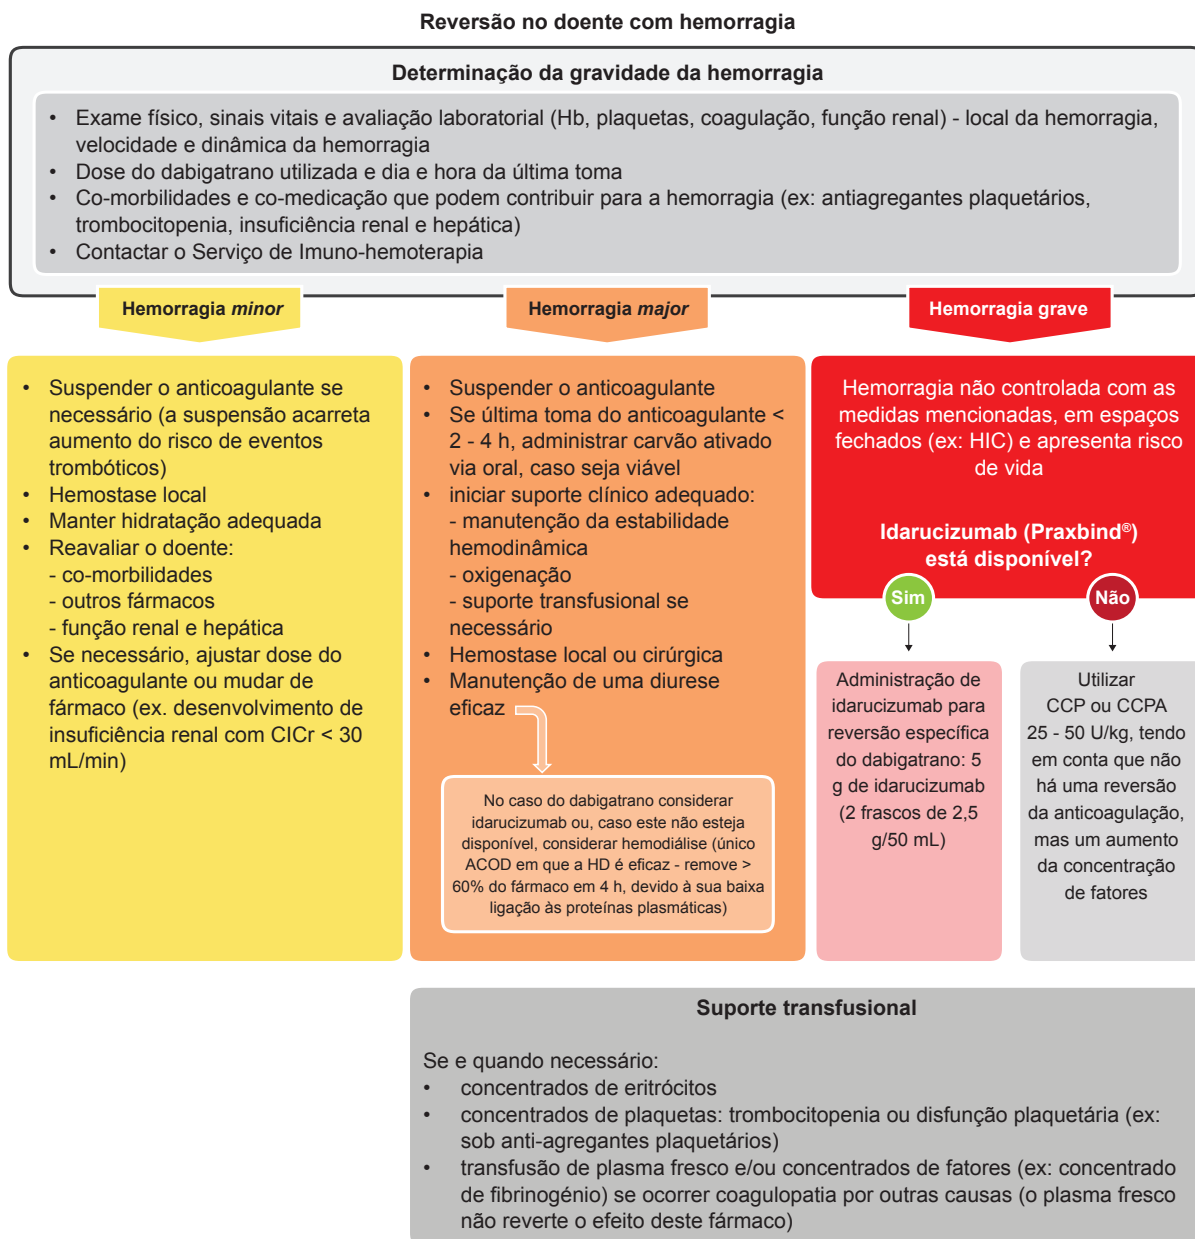 Reversão no doente com hemorragia
Determinação da gravidade da hemorragia
• Exame físico, sinais vitais e avaliação laboratorial (Hb, plaquetas, coagulação, função renal) - local da hemorragia,
velocidade e dinâmica da hemorragia
• Dose do dabigatrano utilizada e dia e hora da última toma
• Co-morbilidades e co-medicação que podem contribuir para a hemorragia (ex: antiagregantes plaquetários,
trombocitopenia, insuficiência renal e hepática)
• Contactar o Serviço de Imuno-hemoterapia
Hemorragia minor
• Suspender o anticoagulante se
necessário (a suspensão acarreta
aumento do risco de eventos
trombóticos)
• Hemostase local
• Manter hidratação adequada
• Reavaliar o doente:
- co-morbilidades
- outros fármacos
- função renal e hepática
• Se necessário, ajustar dose do
anticoagulante ou mudar de
fármaco (ex. desenvolvimento de
insuficiência renal com ClCr < 30
mL/min)
Hemorragia major
• Suspender o anticoagulante
• Se última toma do anticoagulante <
2 - 4 h, administrar carvão ativado
via oral, caso seja viável
• iniciar suporte clínico adequado:
- manutenção da estabilidade
hemodinâmica
- oxigenação
- suporte transfusional se
necessário
• Hemostase local ou cirúrgica
• Manutenção de uma diurese
eficaz
No caso do dabigatrano considerar
idarucizumab ou, caso este não esteja
disponível, considerar hemodiálise (único
ACOD em que a HD é eficaz - remove >
60% do fármaco em 4 h, devido à sua baixa
ligação às proteínas plasmáticas)
Hemorragia grave
Hemorragia não controlada com as
medidas mencionadas, em espaços
fechados (ex: HIC) e apresenta risco
de vida
Idarucizumab (Praxbind®)
está disponível?
Sim
Administração de
idarucizumab para
reversão específica
do dabigatrano: 5
g de idarucizumab
(2 frascos de 2,5
g/50 mL)
Não
Utilizar
CCP ou CCPA
25 - 50 U/kg, tendo
em conta que não
há uma reversão
da anticoagulação,
mas um aumento
da concentração
de fatores
Suporte transfusional
Se e quando necessário:
• concentrados de eritrócitos
• concentrados de plaquetas: trombocitopenia ou disfunção plaquetária (ex:
sob anti-agregantes plaquetários)
• transfusão de plasma fresco e/ou concentrados de fatores (ex: concentrado
de fibrinogénio) se ocorrer coagulopatia por outras causas (o plasma fresco
não reverte o efeito deste fármaco)